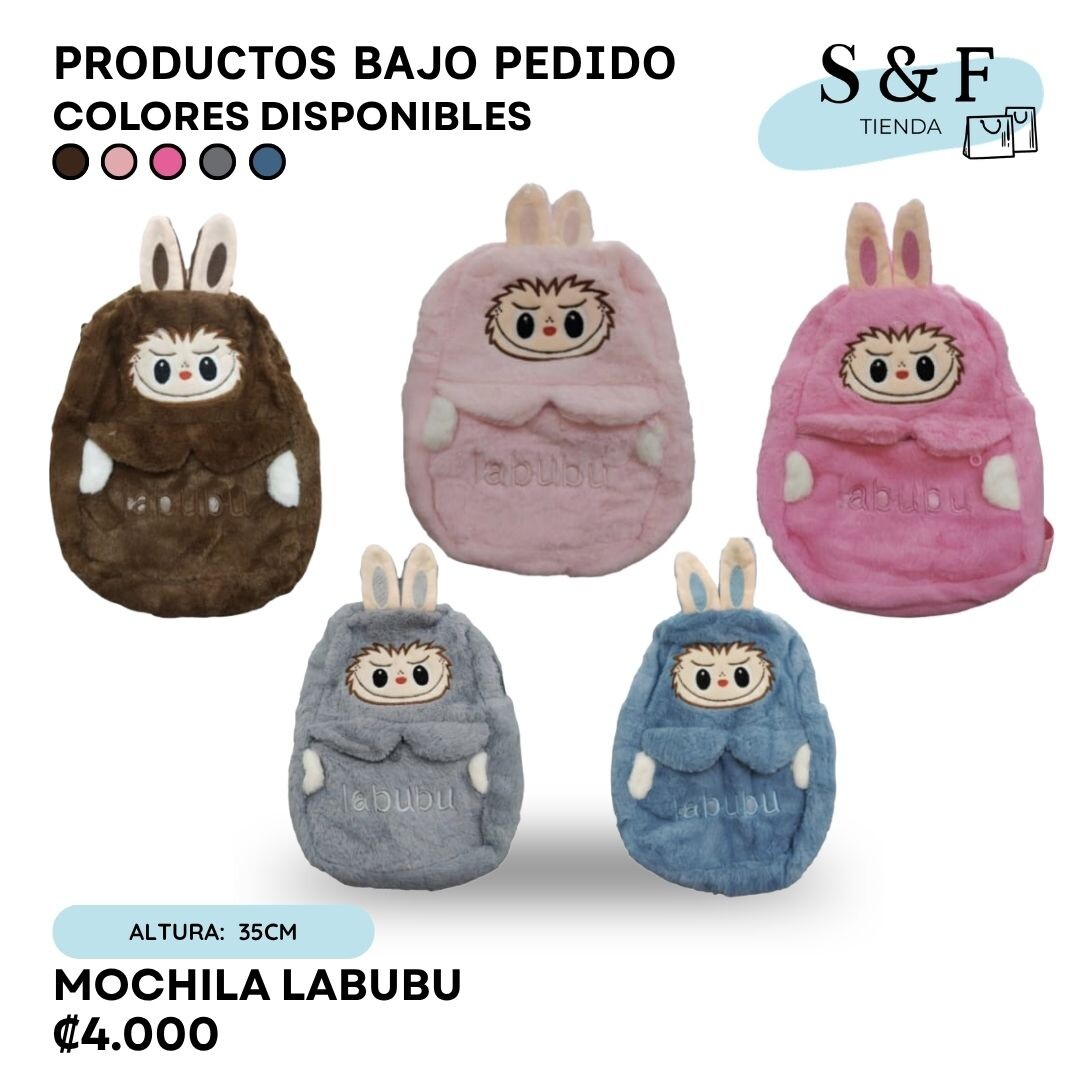 PRODUCTOS BAJO PEDIDO
COLORES DISPONIBLES
S & F
TIENDA
labubu
labubu
labubu
labubu
labubu
ALTURA: 35CM
MOCHILA LABUBU
₡4.000